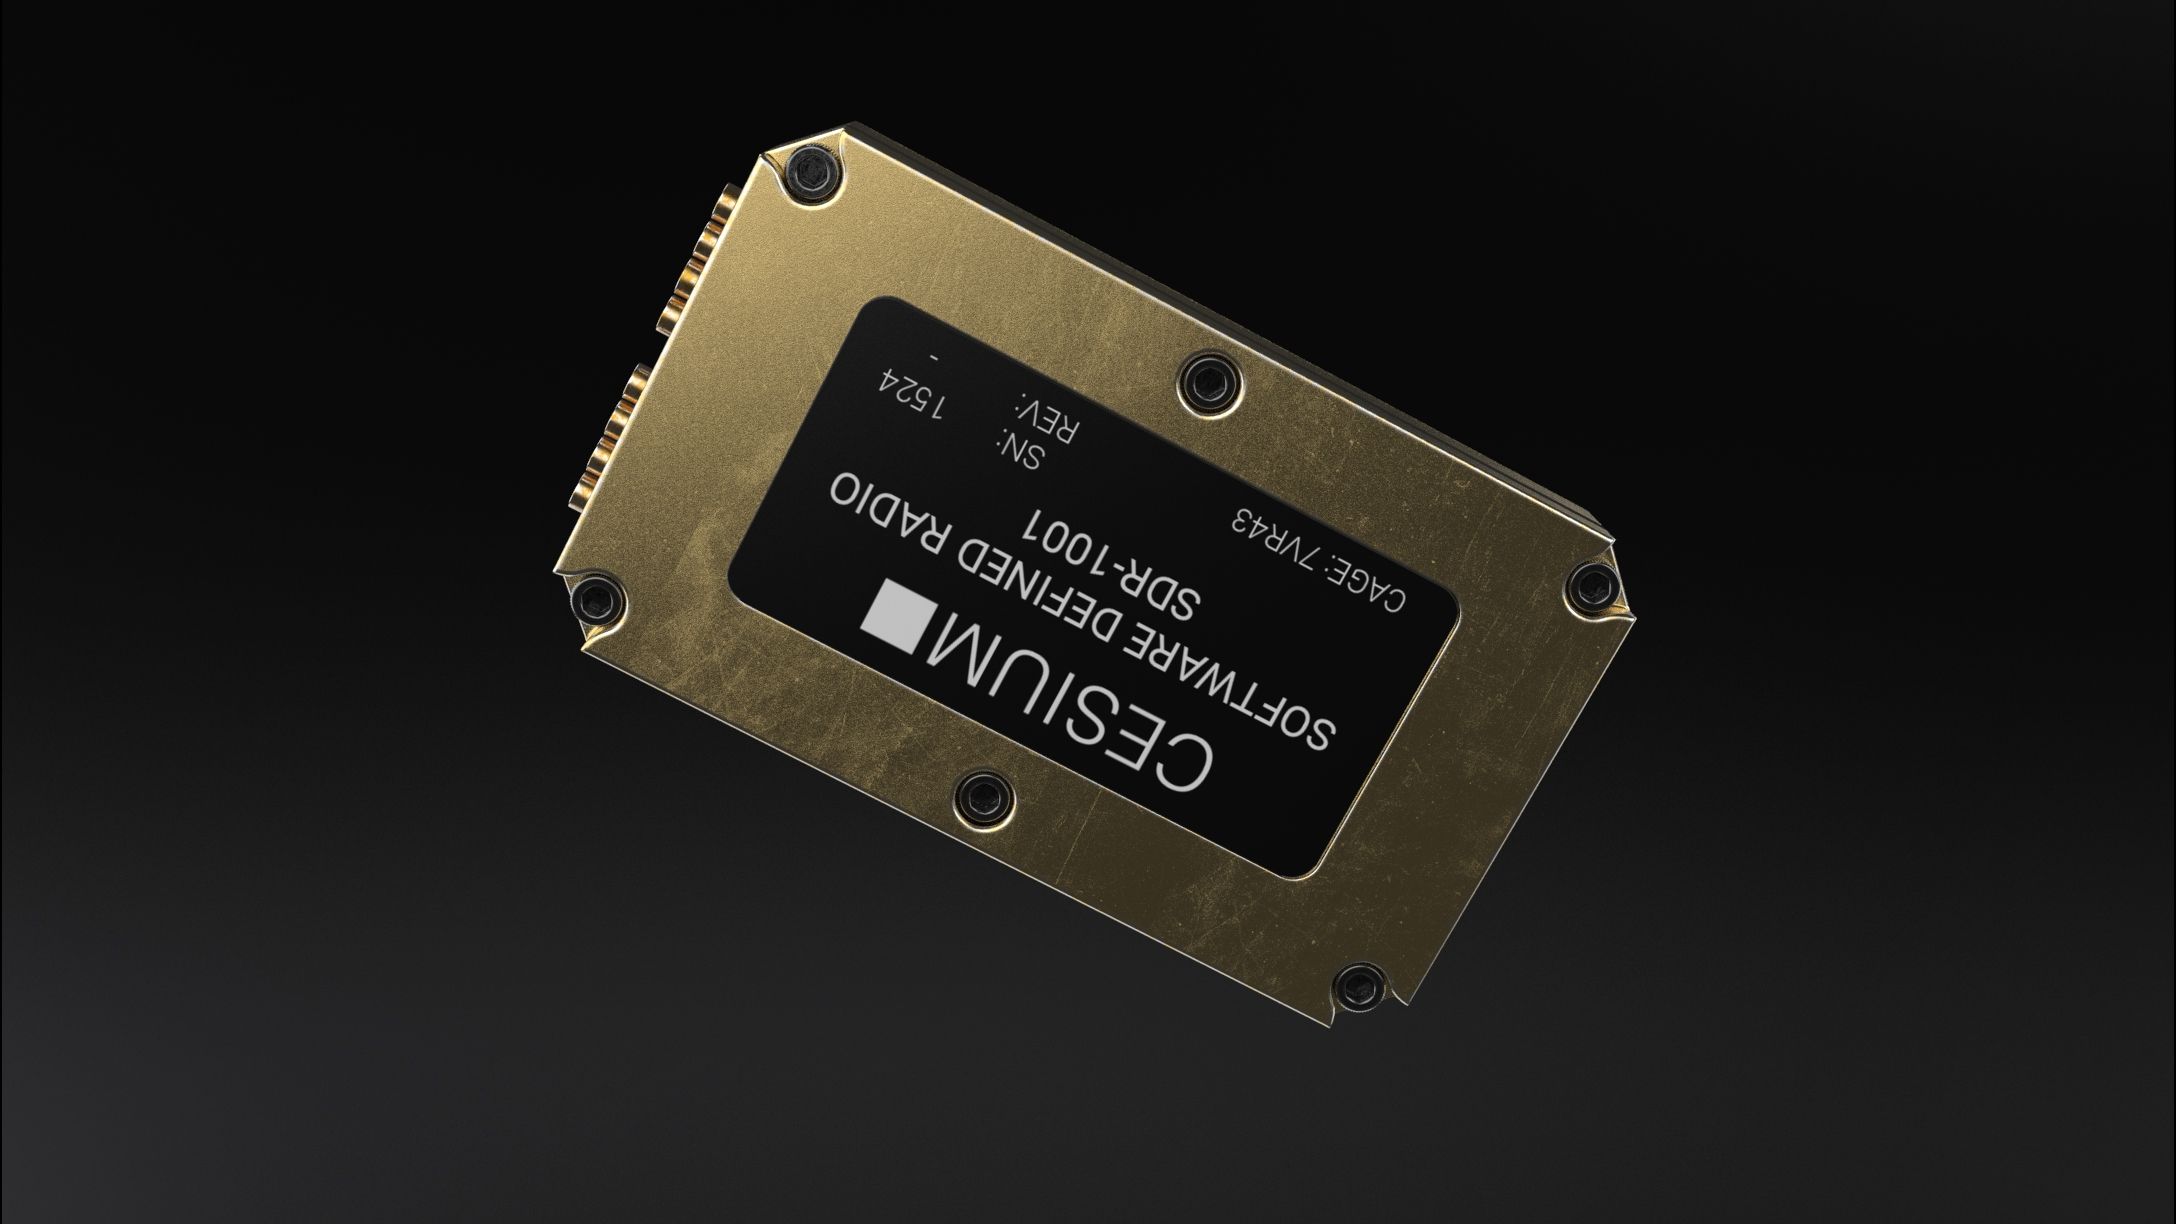 CESIUM
SOFTWARE DEFINED RADIO
SDR-1001
SN: 1524
CAGE: 7VR43 REV: -